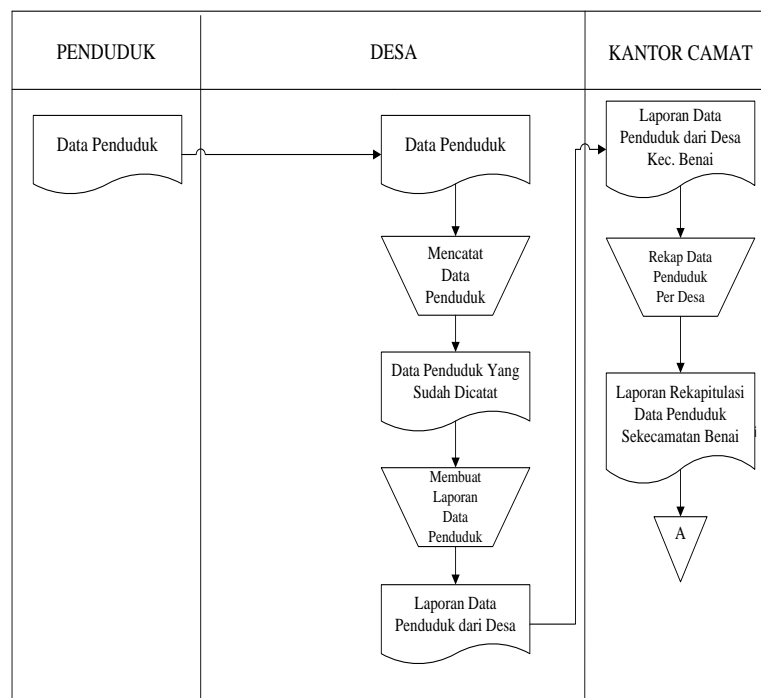 PENDUDUK
DESA
KANTOR CAMAT
Data Penduduk
Data Penduduk
Mencatat
Data
Penduduk
Data Penduduk Yang
Sudah Dicatat
Membuat
Laporan
Data
Penduduk
Laporan Data
Penduduk dari Desa
Laporan Data
Penduduk dari Desa
Kec. Benai
Rekap Data
Penduduk
Per Desa
Laporan Rekapitulasi
Data Penduduk
Sekecamatan Benai
A